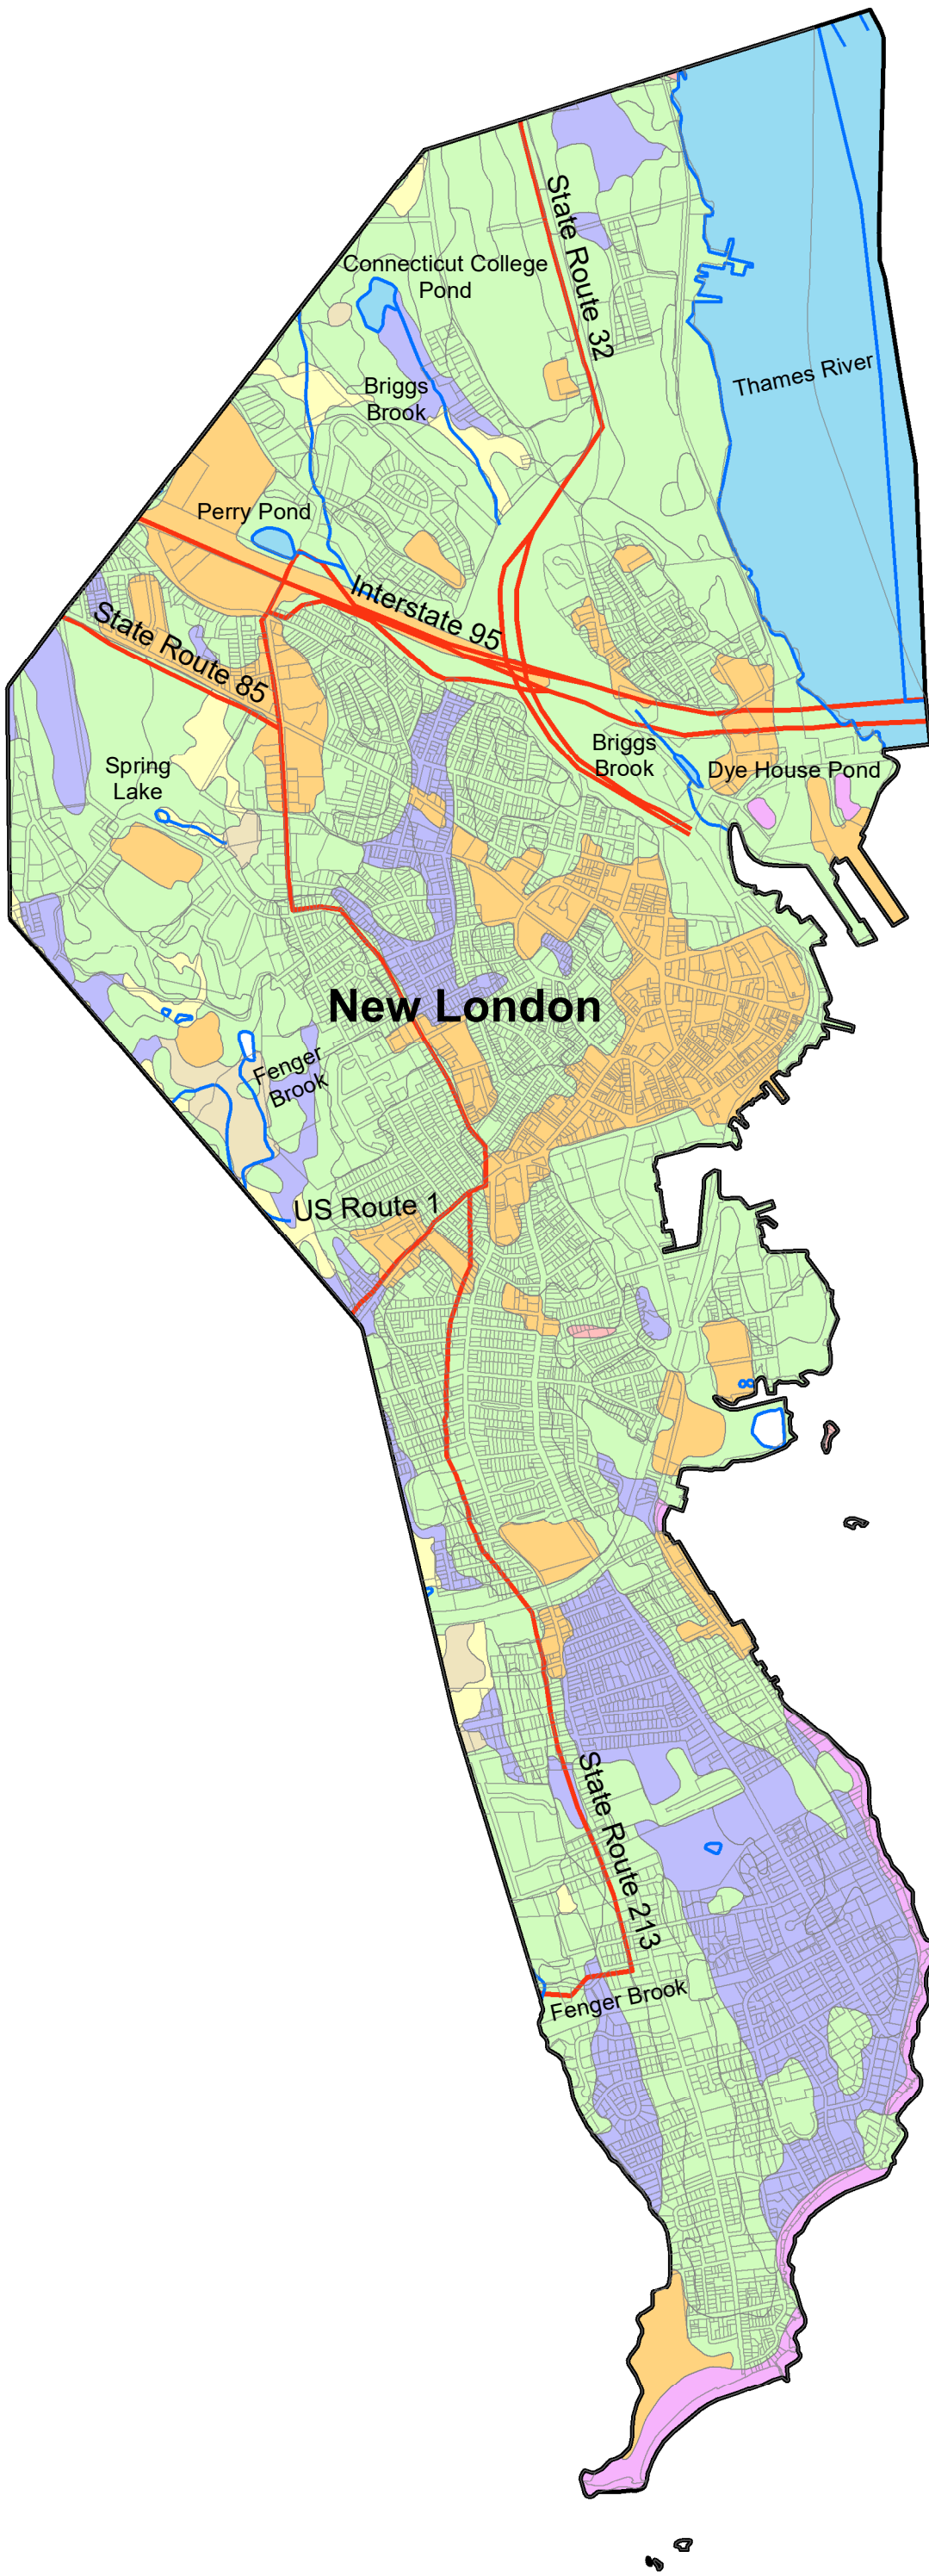 State Route 32
Connecticut College
Pond
Thames River
Briggs
Brook
Perry Pond
Interstate 95
State Route 85
Briggs
Brook
Dye House Pond
Spring
Lake
New London
Fenger
Brook
US Route 1
State Route 213
Fenger Brook